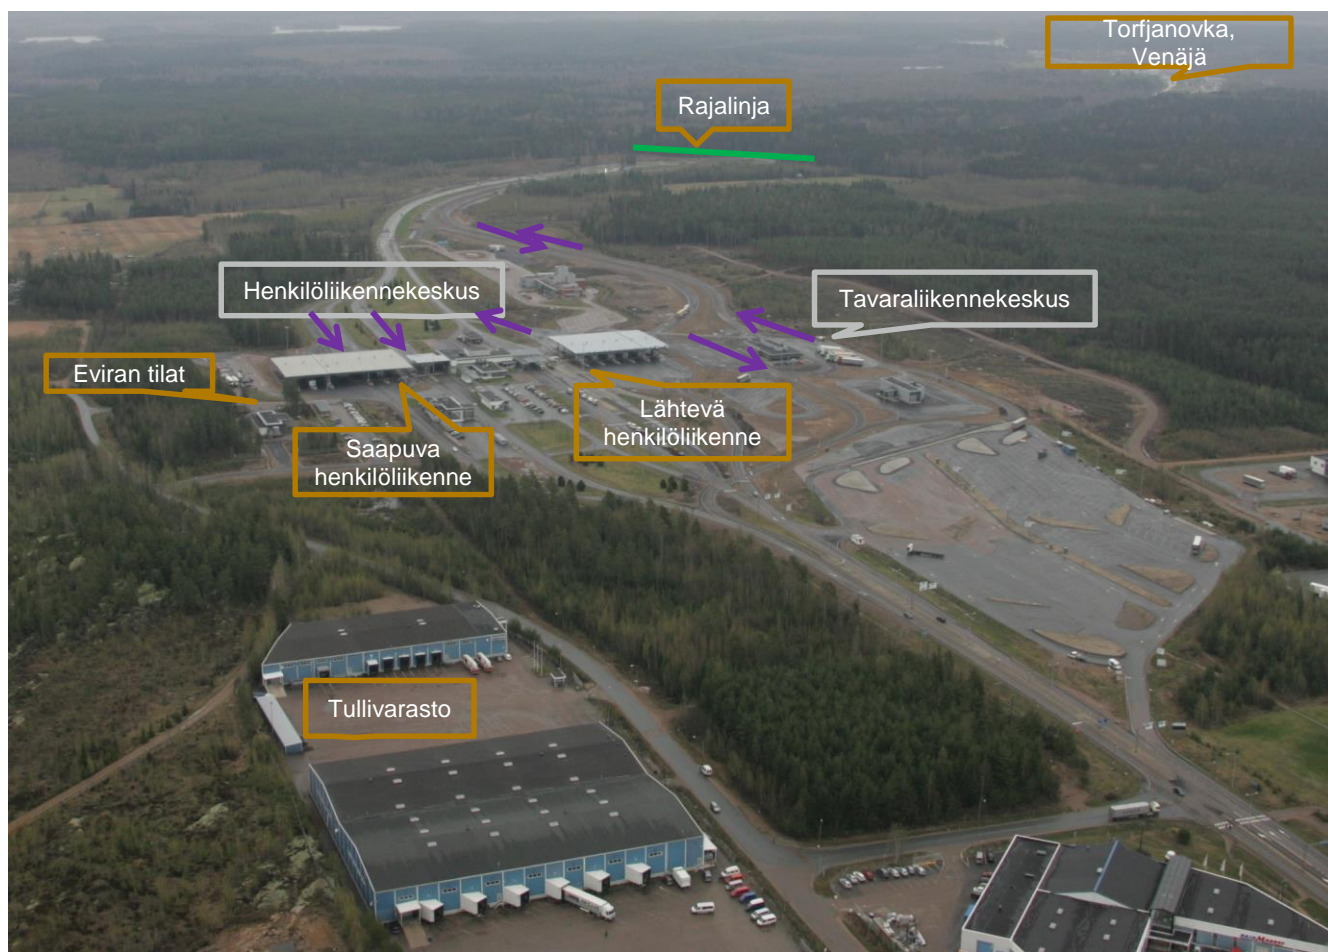 Torfjanovka,
Venäjä
Rajalinja
Henkilöliikennekeskus
Tavaraliikennekeskus
Eviran tilat
Lähtevä
henkilöliikenne
Saapuva
henkilöliikenne
Tullivarasto